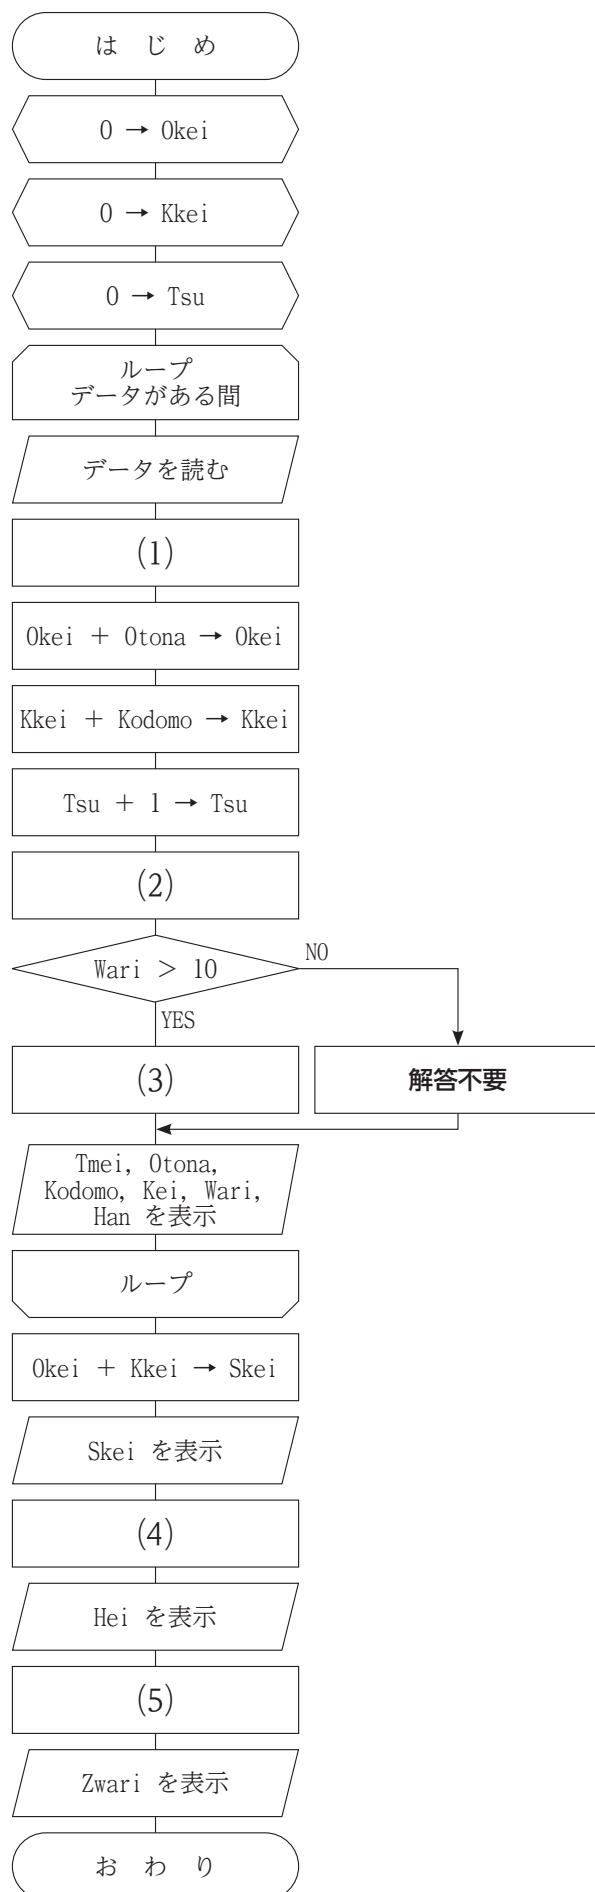 は じ め
0 → Okei
0 → Kkei
0 → Tsu
ループ
データがある間
データを読む
(1)
Okei + Otona → Okei
Kkei + Kodomo → Kkei
Tsu + 1 → Tsu
(2)
Wari > 10
NO
YES
(3)
解答不要
Tmei, Otona,
Kodomo, Kei, Wari,
Han を表示
ループ
Okei + Kkei → Skei
Skei を表示
(4)
Hei を表示
(5)
Zwari を表示
お わ り